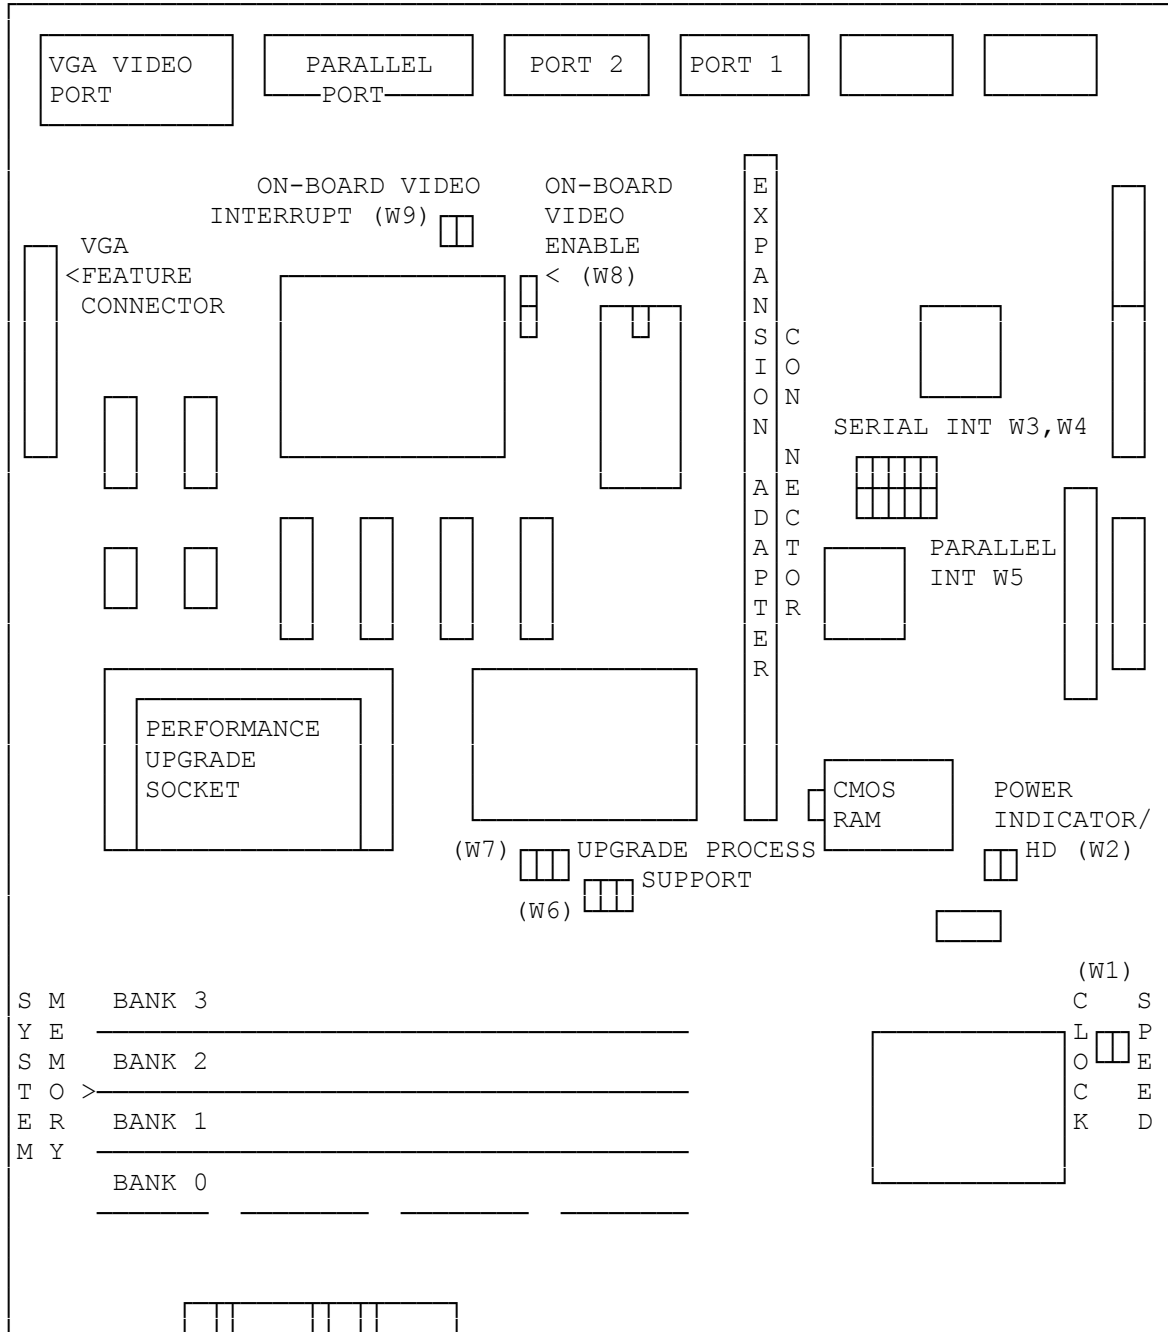 VGA VIDEO
PORT
PARALLEL
PORT
PORT 2
PORT 1
ON-BOARD VIDEO
INTERRUPT (W9)
ON-BOARD
VIDEO
ENABLE
< (W8)
VGA
<FEATURE
CONNECTOR
EXPANSION ADAPTER
CON NECTOR
SERIAL INT W3,W4
PARALLEL
INT W5
PERFORMANCE
UPGRADE
SOCKET
CMOS
RAM
POWER
INDICATOR/
HD (W2)
(W7)
UPGRADE PROCESS
SUPPORT
(W6)
(W1)
CLOCK
SPEED
SYSTEM
MEMORY
>
BANK 3
BANK 2
BANK 1
BANK 0